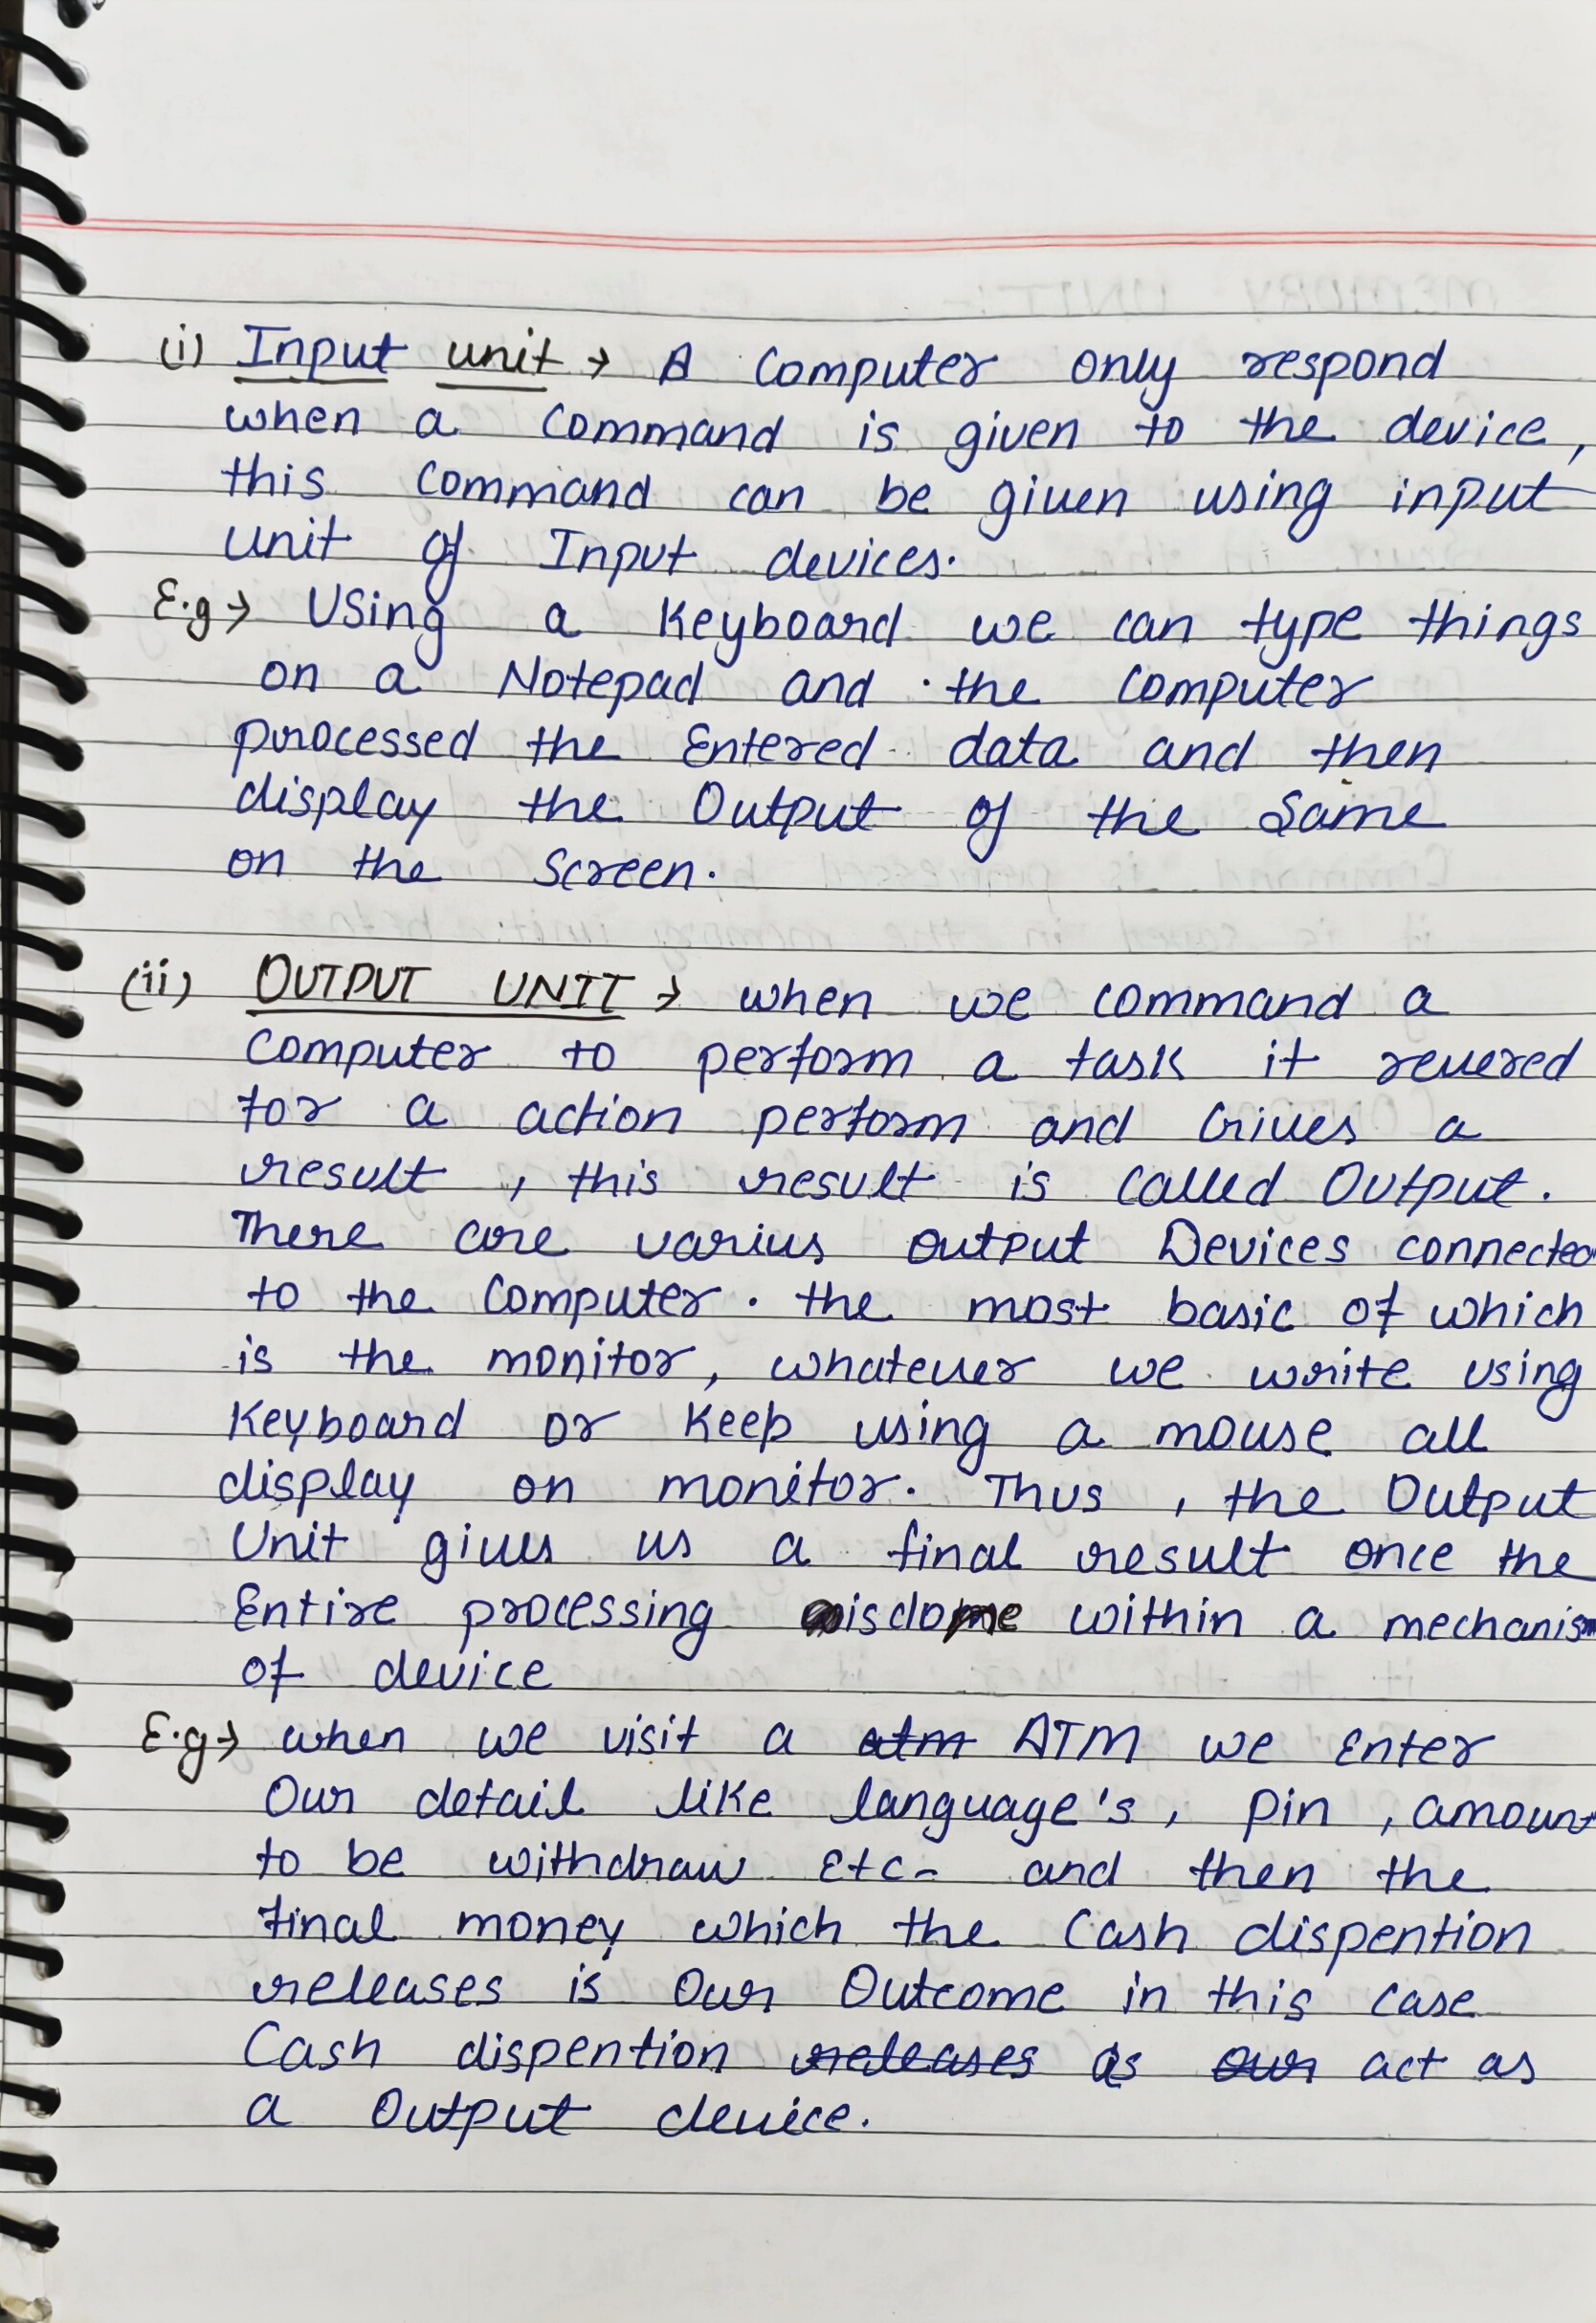 (i) Input unit → A Computer only respond
when a Command is given to the device,
this Command can be given using input
unit of Input devices.
E.g → Using a Keyboard we can type things
on a Notepad and the Computer
processed the Entered data and then
display the Output of the Same
on the Screen.
(ii) OUTPUT UNIT → when we command a
Computer to perform a task it revered
for a action perform and Gives a
result, this result is Called Output.
There are varius output Devices connected
to the Computer. the most basic of which
is the monitor, whatever we write using
Keyboard or Keep using a mouse all
display on monitor. Thus, the Output
Unit gives us a final result once the
Entire processing is done within a mechanism
of device
E.g → when we visit a atm ATM we Enter
Our detail like language's, Pin, amount
to be withdraw Etc- and then the
final money which the Cash dispention
releases is Our Outcome in this Case
Cash dispention releases is our act as
a Output device.